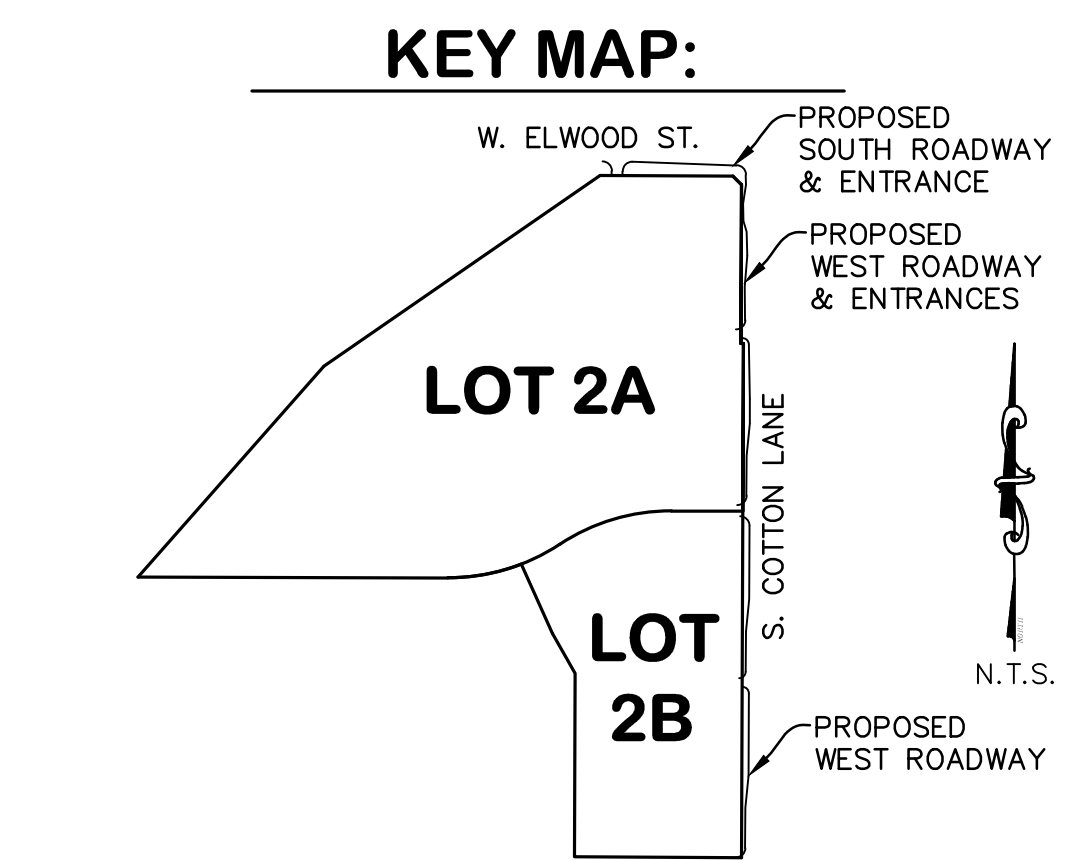 KEY MAP:
W. ELWOOD ST.
PROPOSED
SOUTH ROADWAY
& ENTRANCE
PROPOSED
WEST ROADWAY
& ENTRANCES
LOT 2A
S. COTTON LANE
LOT
2B
N.T.S.
PROPOSED
WEST ROADWAY